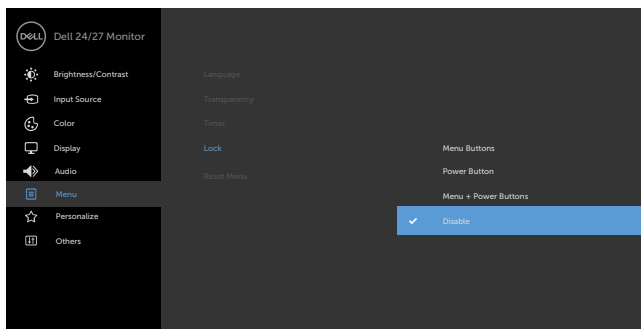 DELL Dell 24/27 Monitor
Brightness/Contrast
Input Source
Color
Display
Audio
Menu
Personalize
Others
Language
Transparency
Timer
Lock
Reset Menu
Menu Buttons
Power Button
Menu + Power Buttons
Disable